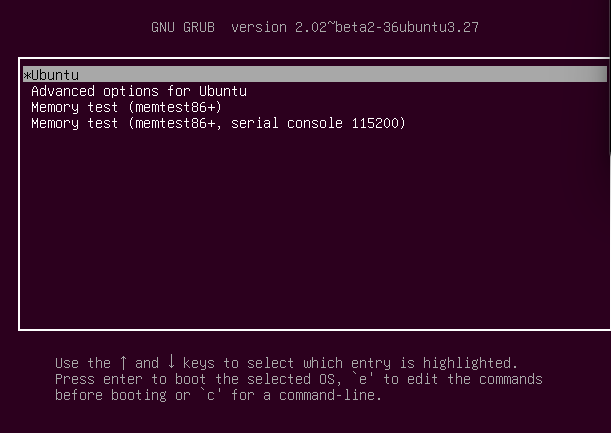 GNU GRUB  version 2.02~beta2-36ubuntu3.27
*Ubuntu
Advanced options for Ubuntu
Memory test (memtest86+)
Memory test (memtest86+, serial console 115200)
Use the ↑ and ↓ keys to select which entry is highlighted.
Press enter to boot the selected OS, `e' to edit the commands
before booting or `c' for a command-line.